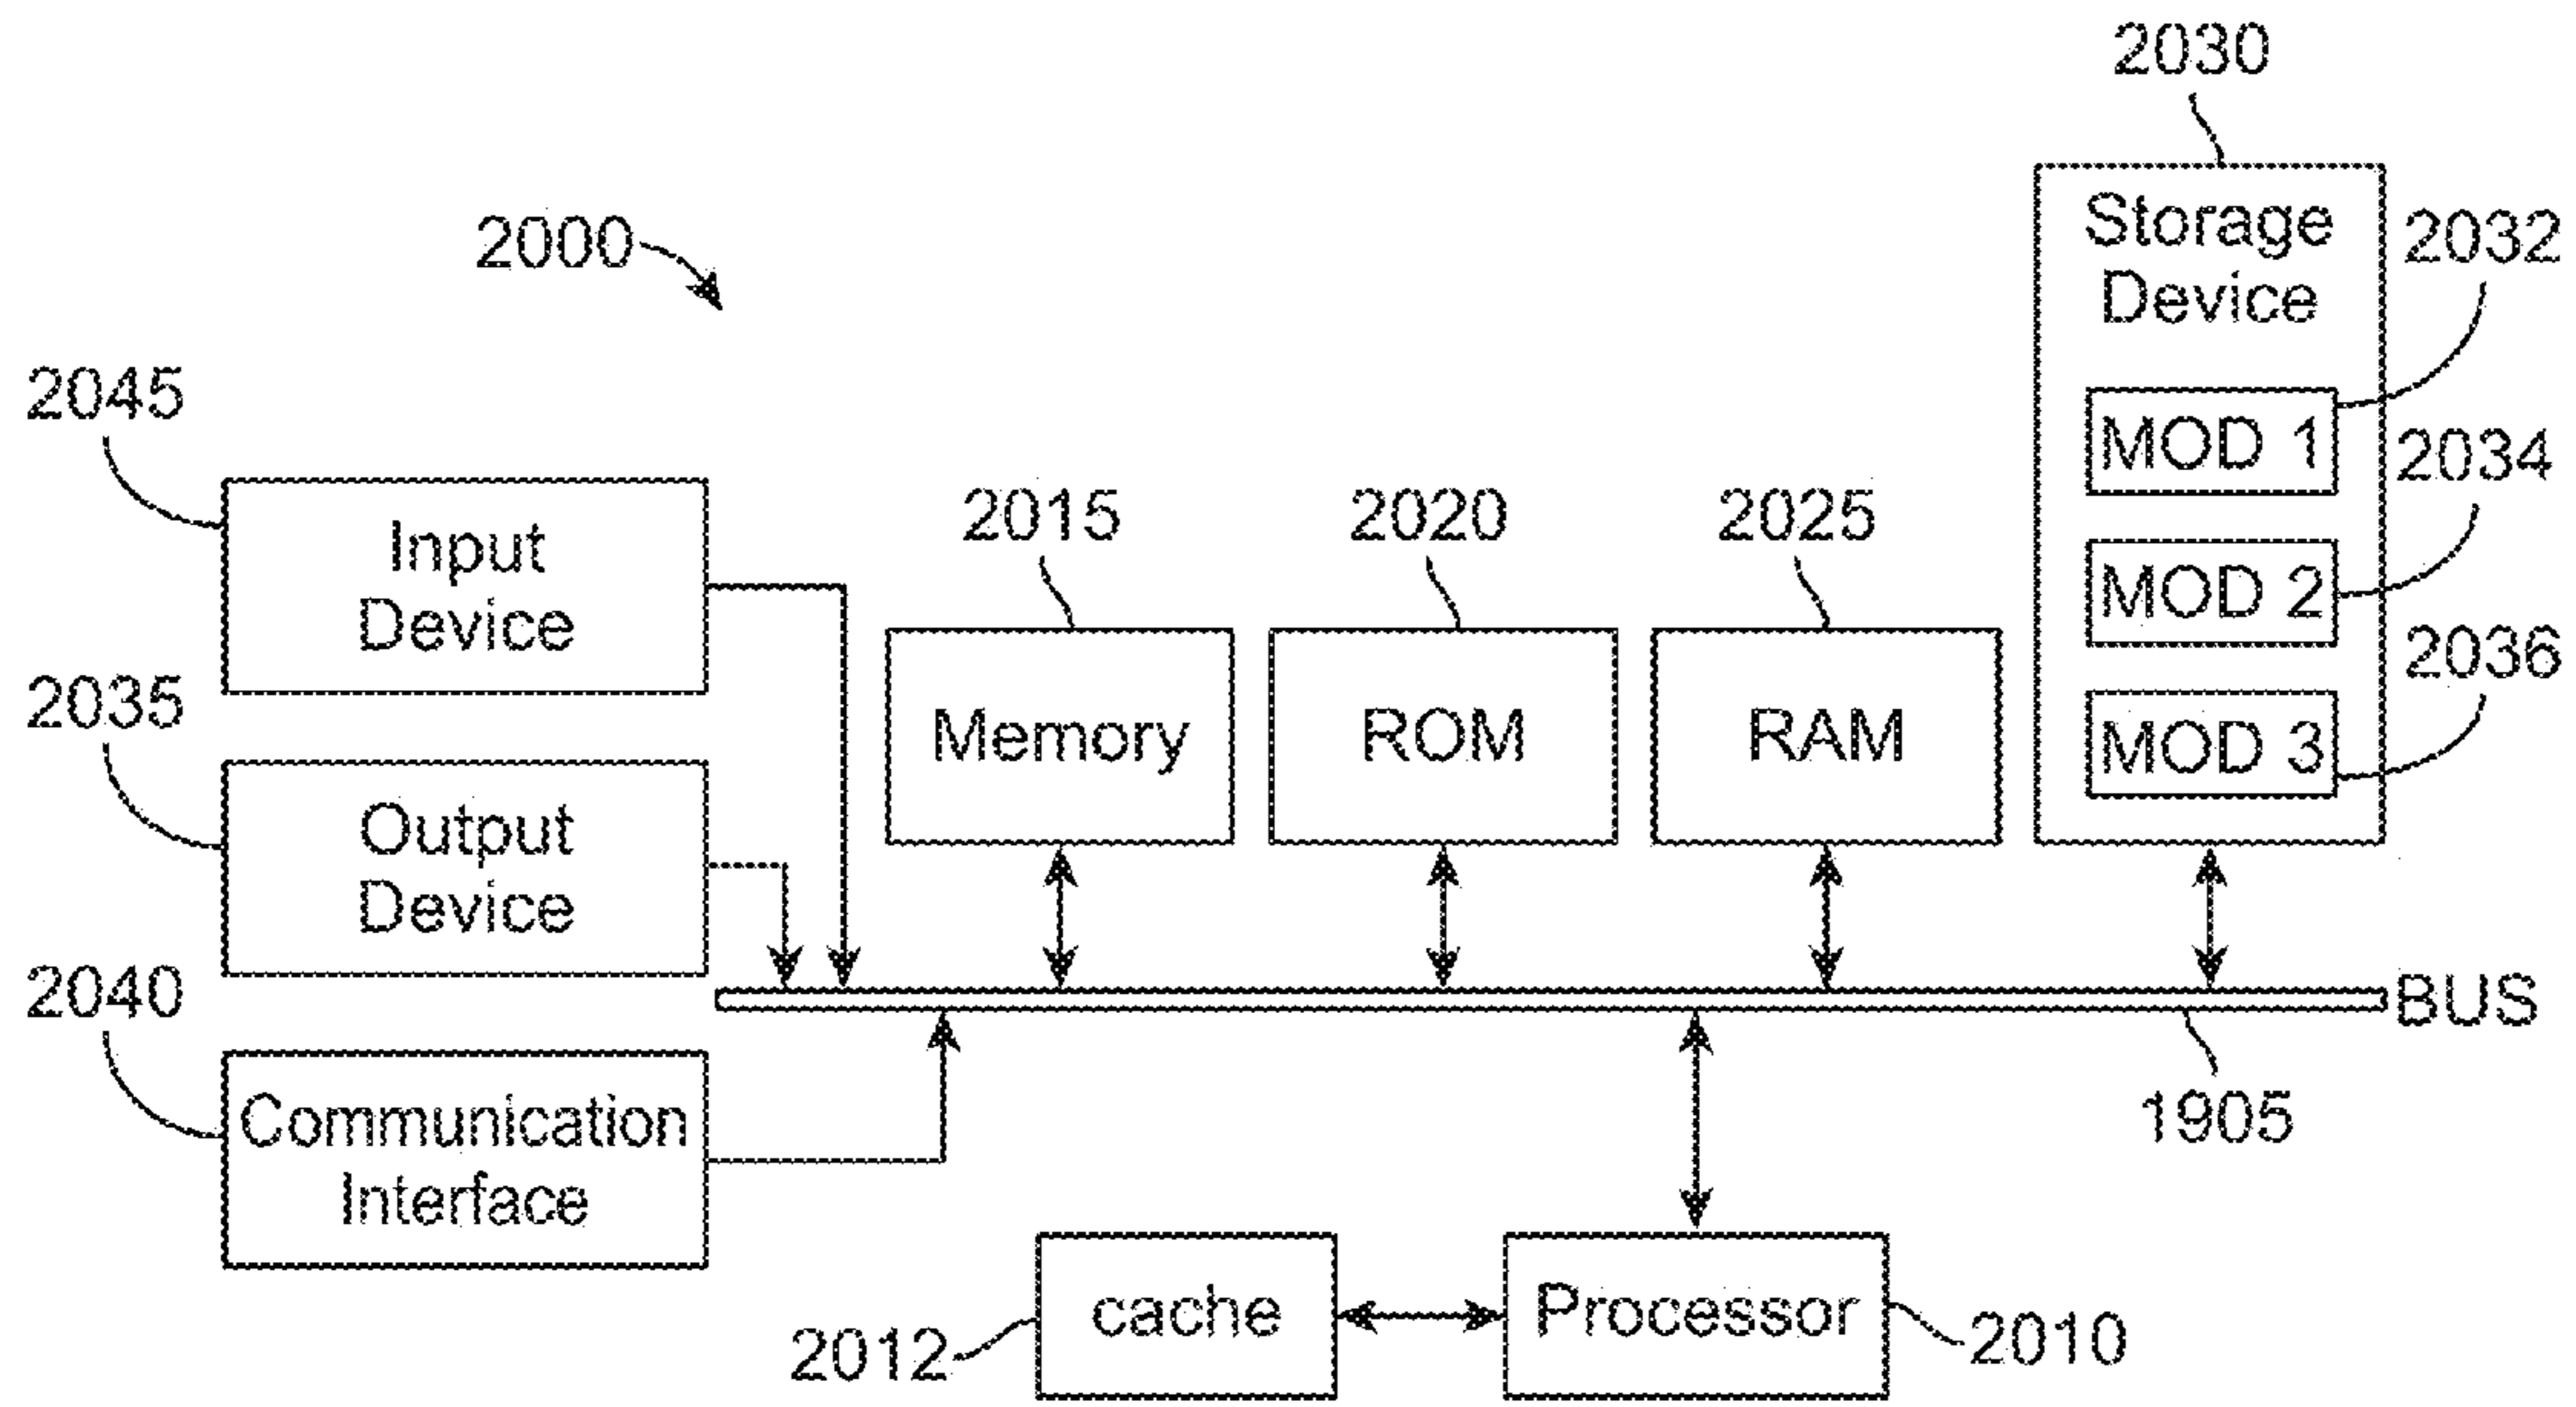 2030
Storage
Device
2032
2000
MOD 1
2034
2045
Input
Device
2015
2020
2025
MOD 2
2036
2035
Memory
ROM
RAM
MOD 3
Output
Device
2040
BUS
Communication
Interface
1905
cache
Processor
2012
2010